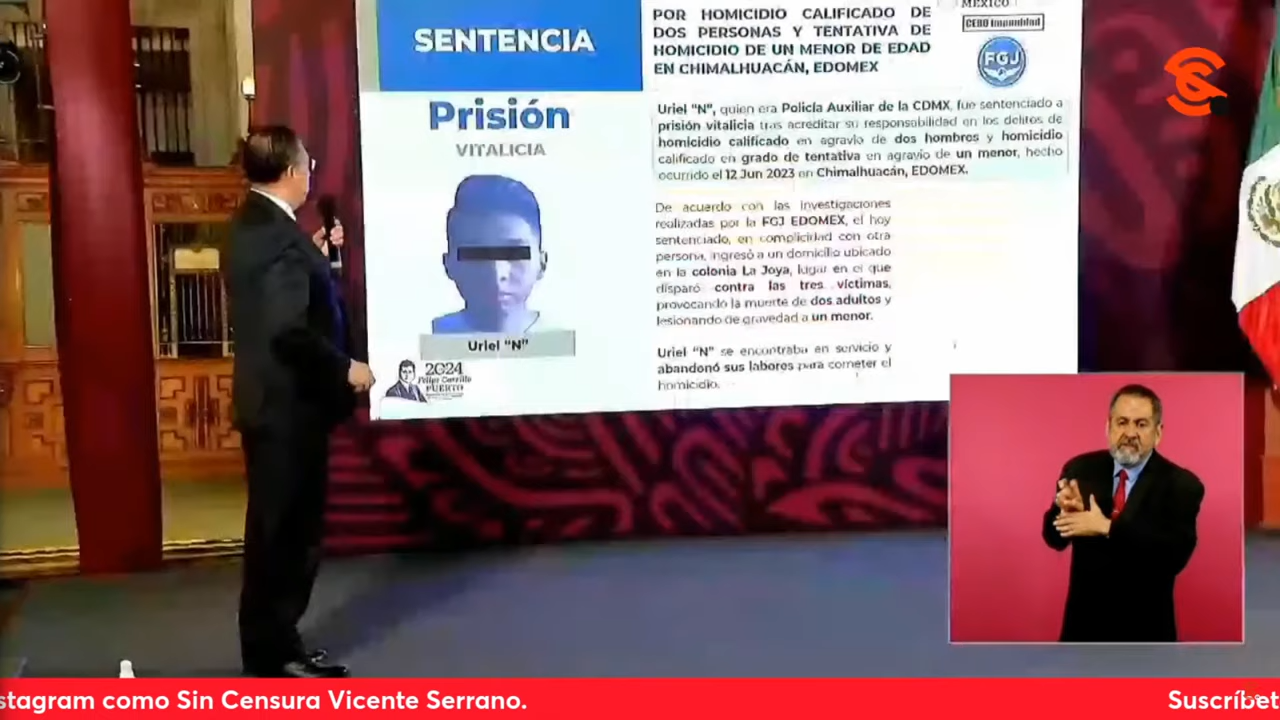 SENTENCIA
Prisión
VITALICIA
Uriel "N"
2024
Felipe Carrillo
PUERTO
POR HOMICIDIO CALIFICADO DE
DOS PERSONAS Y TENTATIVA DE
HOMICIDIO DE UN MENOR DE EDAD
EN CHIMALHUACÁN, EDOMEX
MÉXICO
CERO Impunidad
FGJ
Uriel "N", quien era Policía Auxiliar de la CDMX, fue sentenciado a
prisión vitalicia tras acreditar su responsabilidad en los delitos de
homicidio calificado en agravio de dos hombres y homicidio
calificado en grado de tentativa en agravio de un menor, hecho
ocurrido el 12 Jun 2023 en Chimalhuacán, EDOMEX.
De acuerdo con las investigaciones
realizadas por la FGJ EDOMEX, el hoy
sentenciado, en complicidad con otra
persona, ingresó a un domicilio ubicado
en la colonia La Joya, lugar en el que
disparó contra las tres víctimas,
provocando la muerte de dos adultos y
lesionando de gravedad a un menor.
Uriel "N" se encontraba en servicio y
abandonó sus labores para cometer el
homicidio.
stagram como Sin Censura Vicente Serrano.
Suscríbet